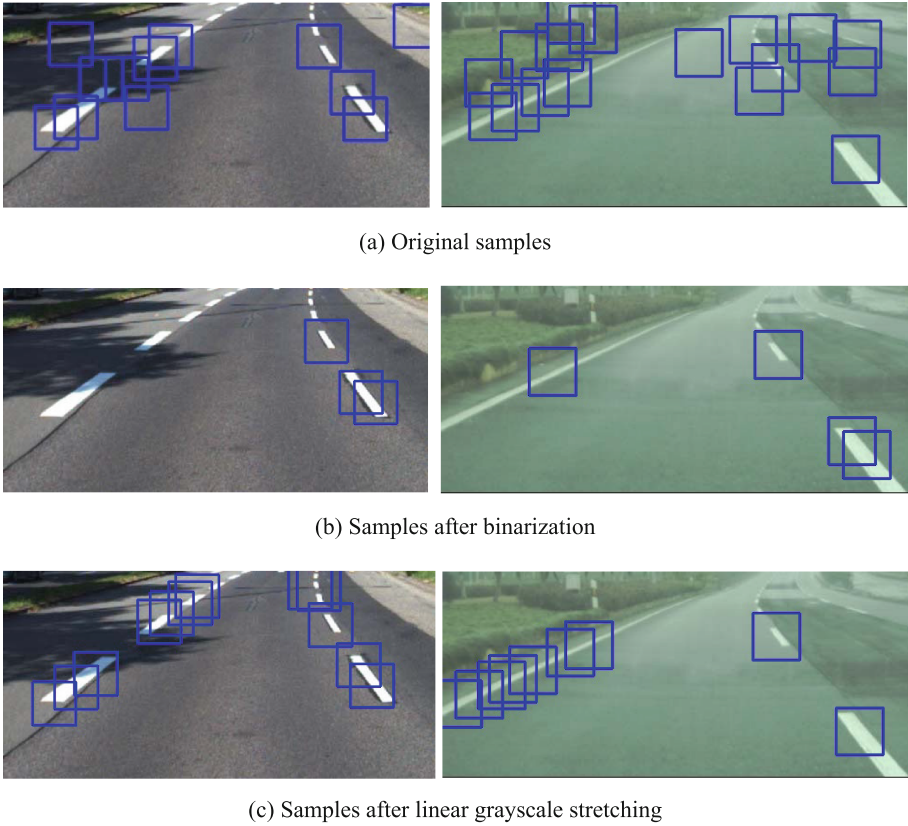 (a) Original samples
(b) Samples after binarization
(c) Samples after linear grayscale stretching